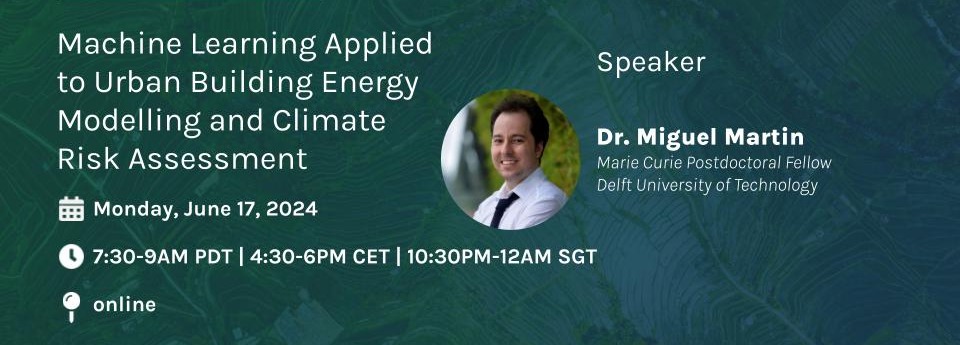 Machine Learning Applied
to Urban Building Energy
Modelling and Climate
Risk Assessment
Monday, June 17, 2024
7:30-9AM PDT | 4:30-6PM CET | 10:30PM-12AM SGT
online
Speaker
Dr. Miguel Martin
Marie Curie Postdoctoral Fellow
Delft University of Technology